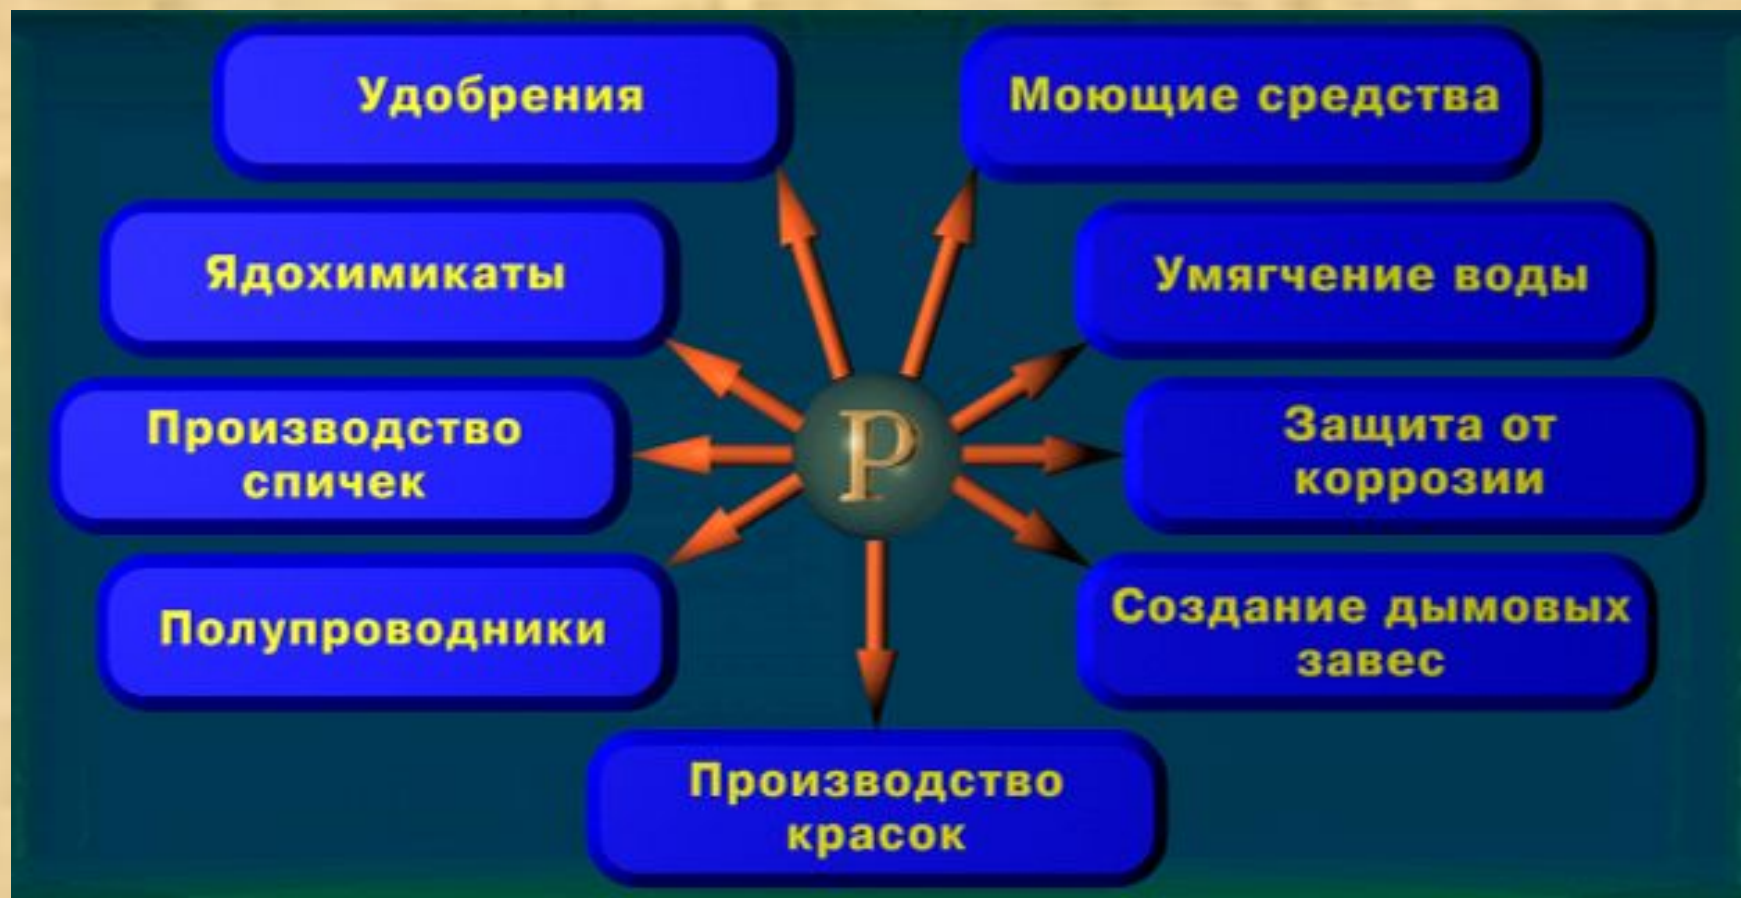 Удобрения
Моющие средства
Ядохимикаты
Умягчение воды
Производство
спичек
P
Защита от
коррозии
Полупроводники
Создание дымовых
завес
Производство
красок